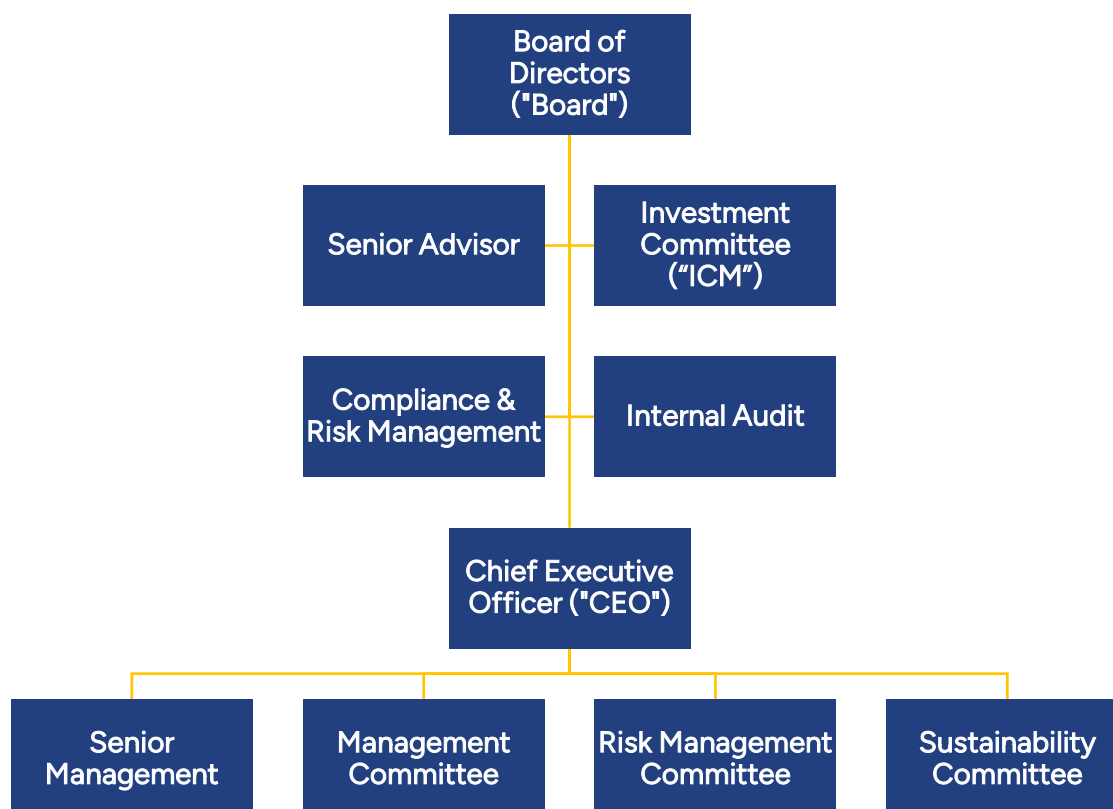 Board of
Directors
("Board")
Senior Advisor
Investment
Committee
(“ICM”)
Compliance &
Risk Management
Internal Audit
Chief Executive
Officer ("CEO")
Senior
Management
Management
Committee
Risk Management
Committee
Sustainability
Committee